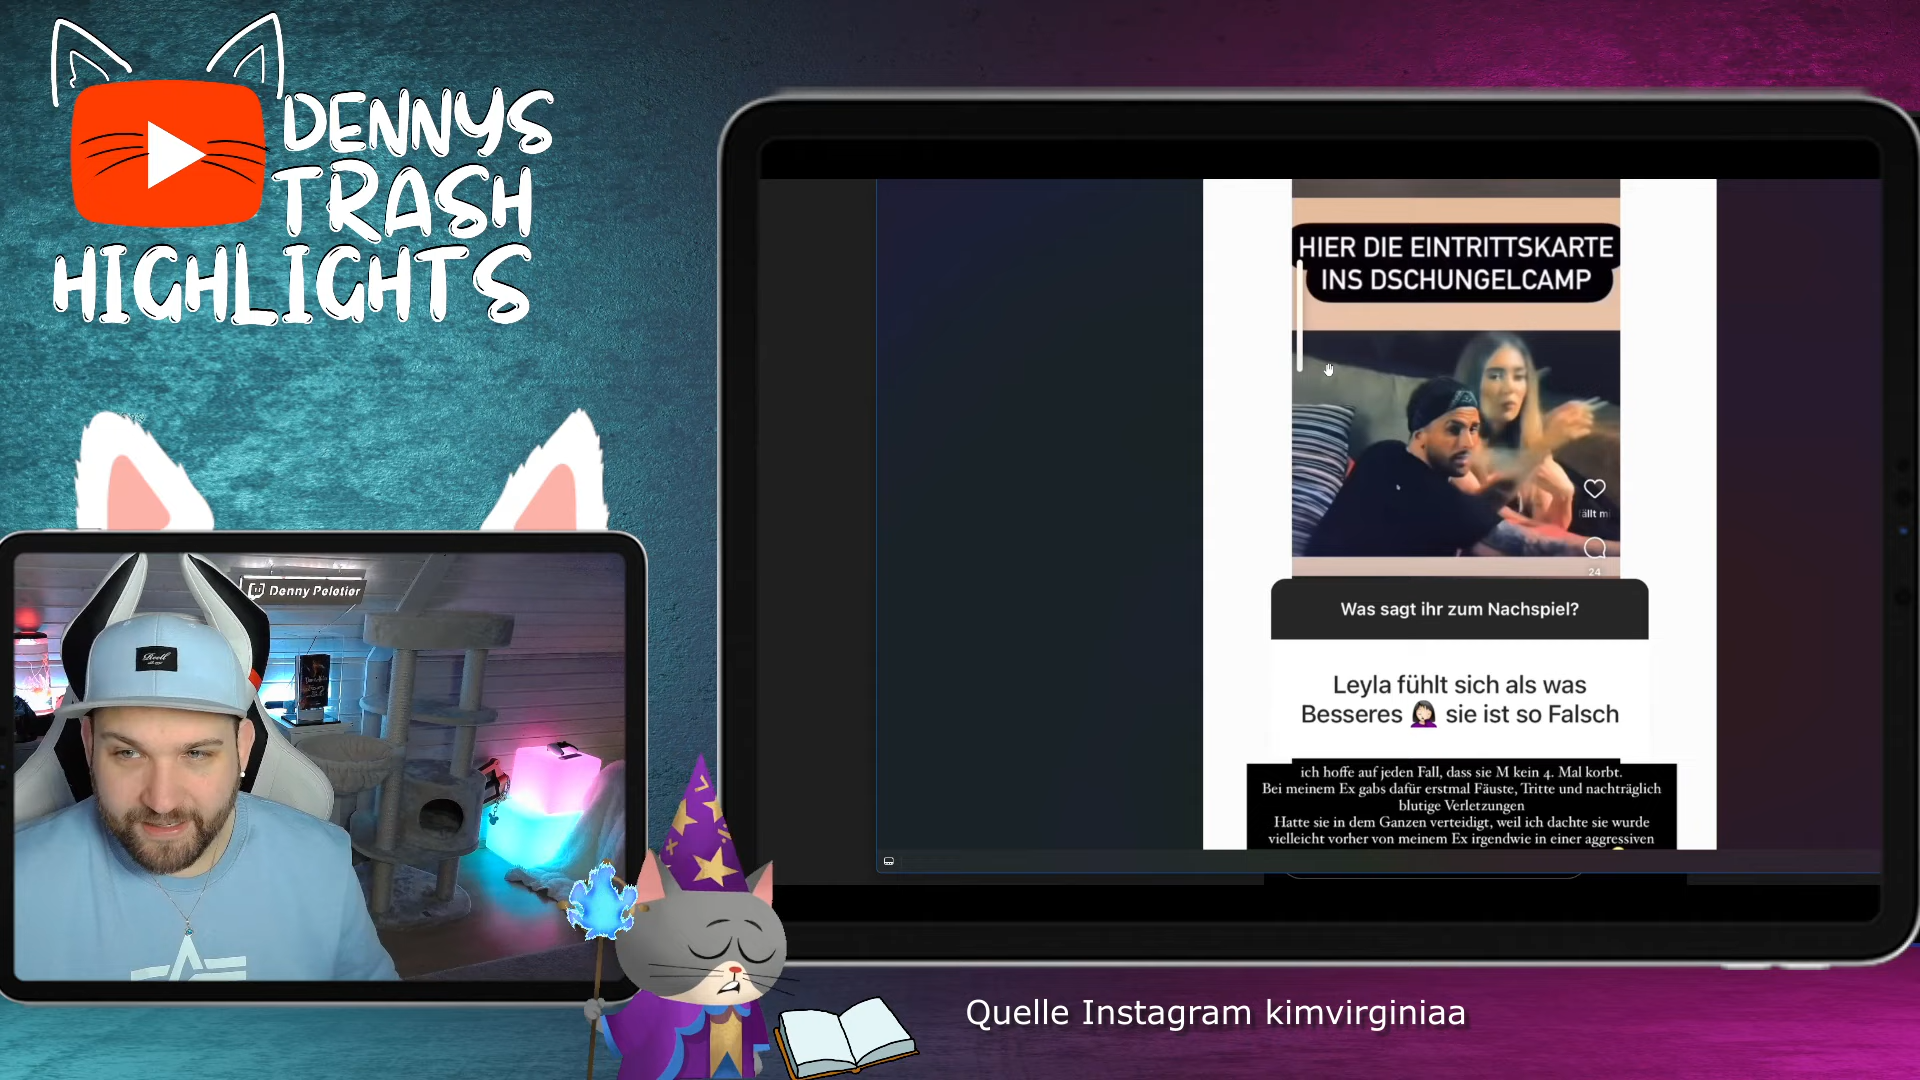 DENNYS
TRASH
HIGHLIGHTS
HIER DIE EINTRITTSKARTE
INS DSCHUNGELCAMP
ällt mi
24
Was sagt ihr zum Nachspiel?
Leyla fühlt sich als was
Besseres 🤦🏻‍♀️ sie ist so Falsch
ich hoffe auf jeden Fall, dass sie M kein 4. Mal korbt.
Bei meinem Ex gabs dafür erstmal Fäuste, Tritte und nachträglich
blutige Verletzungen
Hatte sie in dem Ganzen verteidigt, weil ich dachte sie wurde
vielleicht vorher von meinem Ex irgendwie in einer aggressiven
Denny Peletier
Quelle Instagram kimvirginiaa